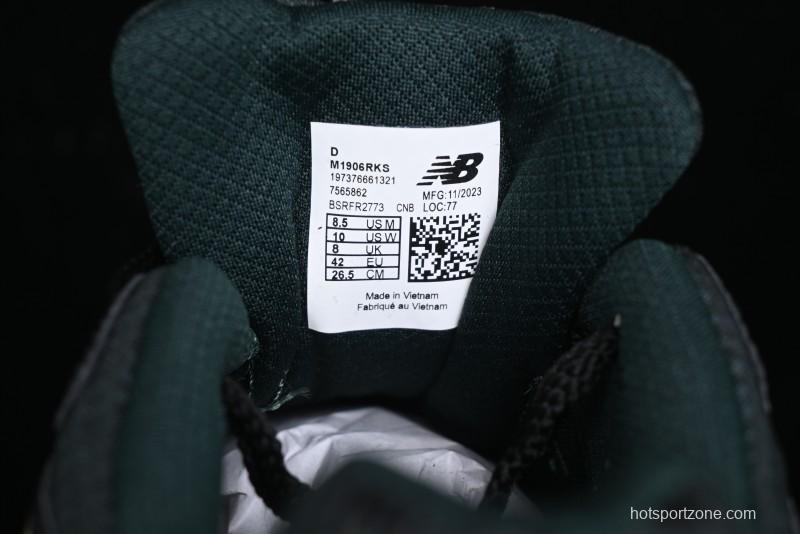 D
M1906RKS
197376661321
7565862
BSRFR2773 CNB
NB
MFG:11/2023
LOC:77
8.5 US M
10 US W
8 UK
42 EU
26.5 CM
Made in Vietnam
Fabriqué au Vietnam
hotsportzone.com